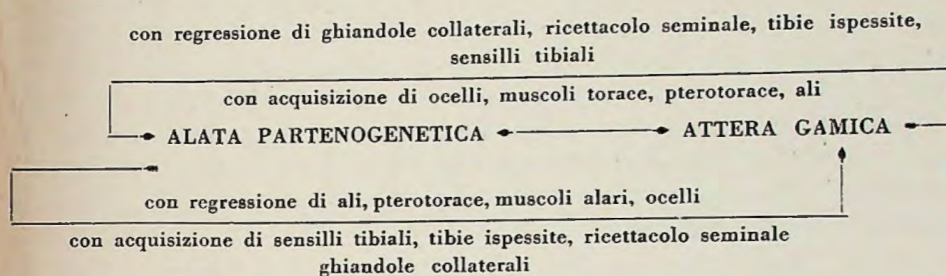 con regressione di ghiandole collaterali, ricettacolo seminale, tibie ispessite,
sensilli tibiali
con acquisizione di ocelli, muscoli torace, pterotorace, ali
ALATA PARTENOGENETICA ATTERA GAMICA
con regressione di ali, pterotorace, muscoli alari, ocelli
con acquisizione di sensilli tibiali, tibie ispessite, ricettacolo seminale
ghiandole collaterali